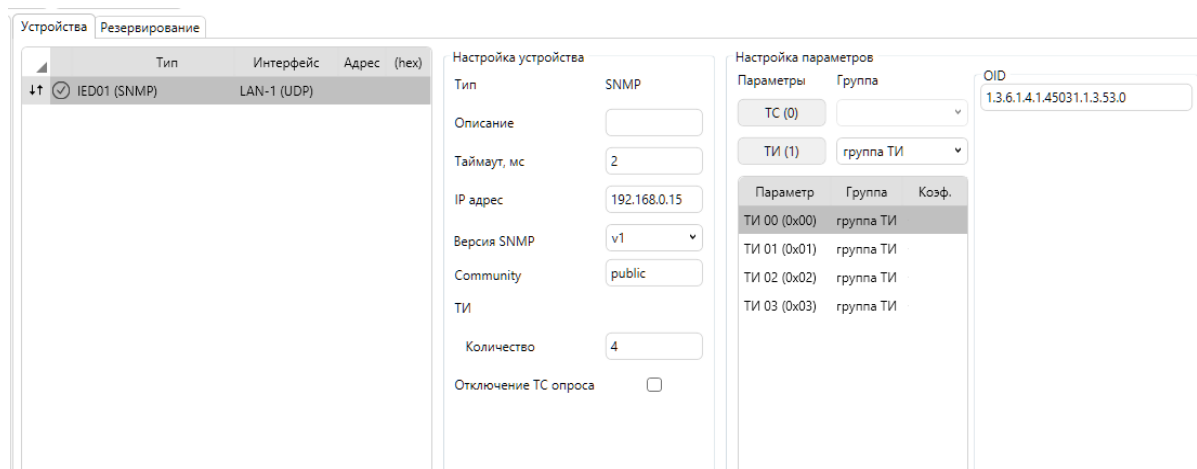 Устройства Резервирование
Тип Интерфейс Адрес (hex)
IED01 (SNMP) LAN-1 (UDP)
Настройка устройства
Тип SNMP
Описание
Таймаут, мс 2
IP адрес 192.168.0.15
Версия SNMP v1
Community public
ТИ
Количество 4
Отключение ТС опроса
Настройка параметров
Параметры Группа
ТС (0)
ТИ (1) группа ТИ
Параметр Группа Коэф.
ТИ 00 (0x00) группа ТИ
ТИ 01 (0x01) группа ТИ
ТИ 02 (0x02) группа ТИ
ТИ 03 (0x03) группа ТИ
OID
1.3.6.1.4.1.45031.1.3.53.0